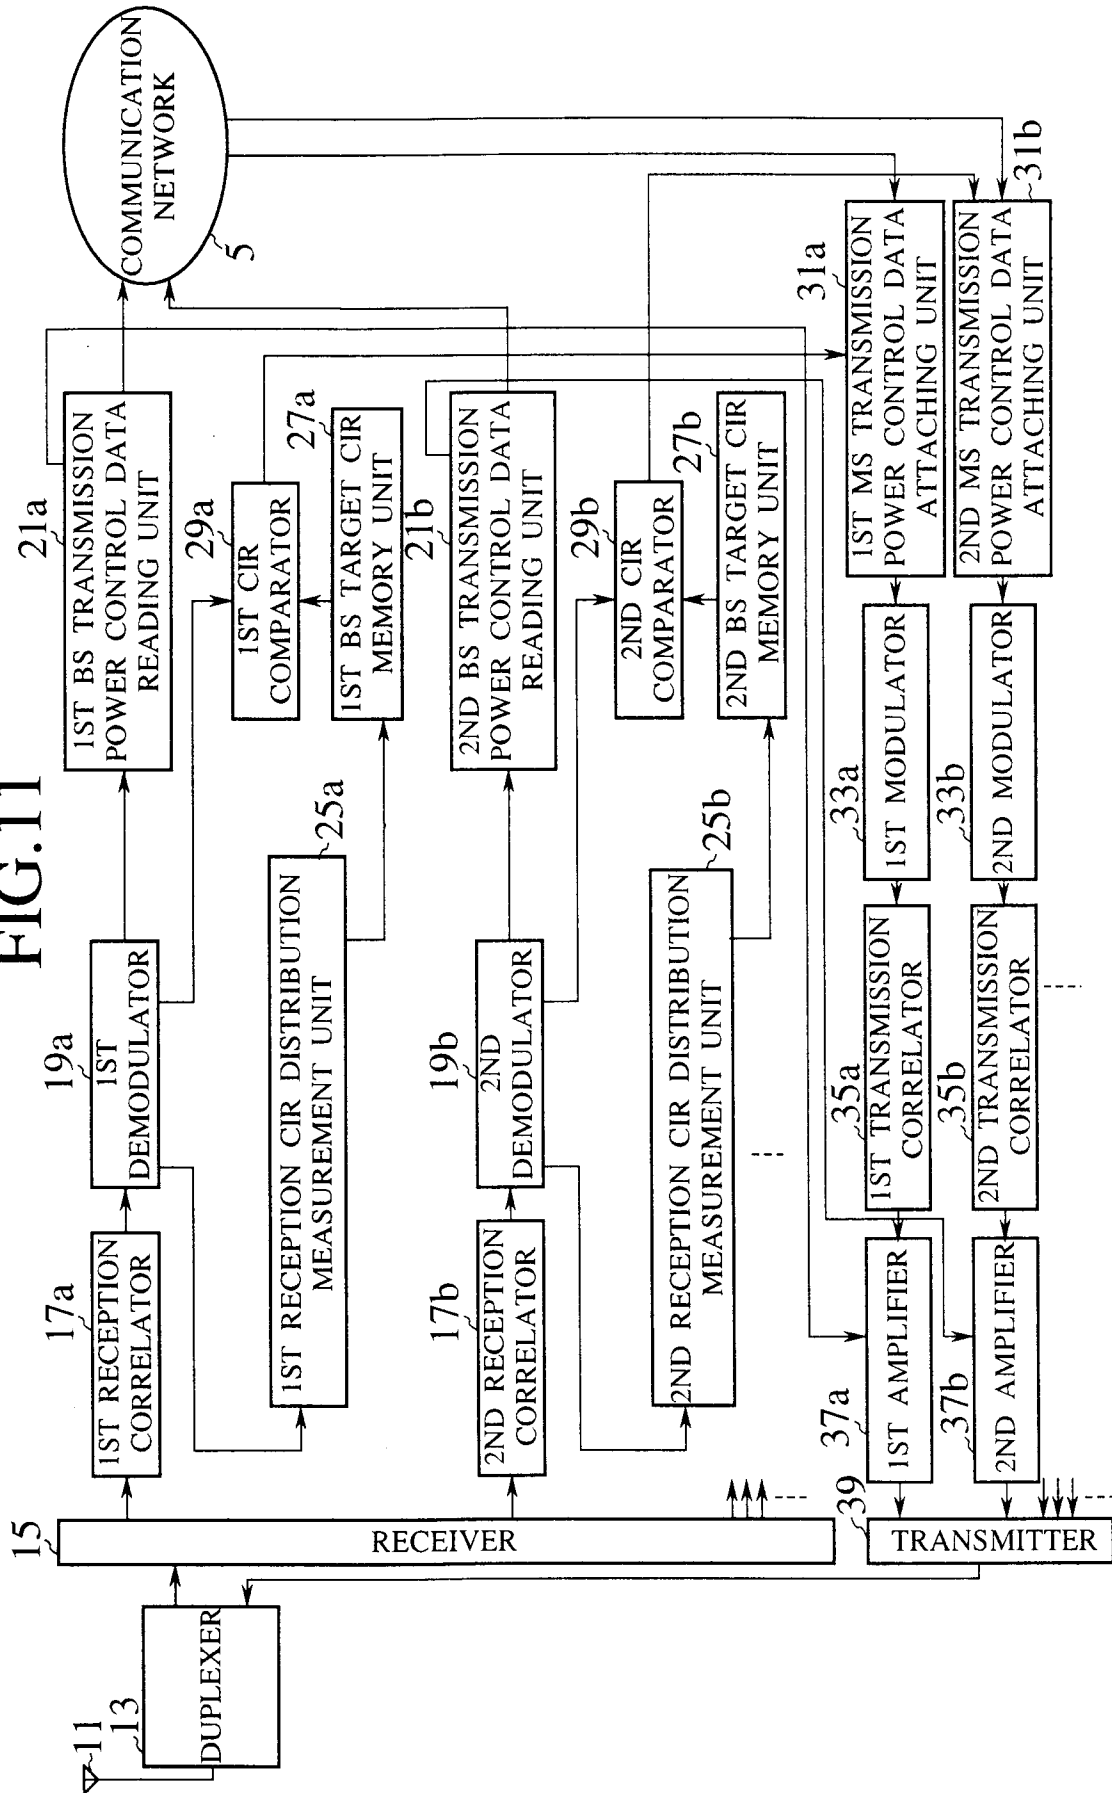 FIG.11
11
13
DUPLEXER
15
RECEIVER
17a
1ST RECEPTION
CORRELATOR
19a
1ST
DEMODULATOR
21a
1ST BS TRANSMISSION
POWER CONTROL DATA
READING UNIT
COMMUNICATION
NETWORK
5
29a
1ST CIR
COMPARATOR
27a
1ST BS TARGET CIR
MEMORY UNIT
25a
1ST RECEPTION CIR DISTRIBUTION
MEASUREMENT UNIT
17b
2ND RECEPTION
CORRELATOR
19b
2ND
DEMODULATOR
21b
2ND BS TRANSMISSION
POWER CONTROL DATA
READING UNIT
29b
2ND CIR
COMPARATOR
27b
2ND BS TARGET CIR
MEMORY UNIT
25b
2ND RECEPTION CIR DISTRIBUTION
MEASUREMENT UNIT
39
TRANSMITTER
37a
1ST AMPLIFIER
35a
1ST TRANSMISSION
CORRELATOR
33a
1ST MODULATOR
31a
1ST MS TRANSMISSION
POWER CONTROL DATA
ATTACHING UNIT
37b
2ND AMPLIFIER
35b
2ND TRANSMISSION
CORRELATOR
33b
2ND MODULATOR
31b
2ND MS TRANSMISSION
POWER CONTROL DATA
ATTACHING UNIT